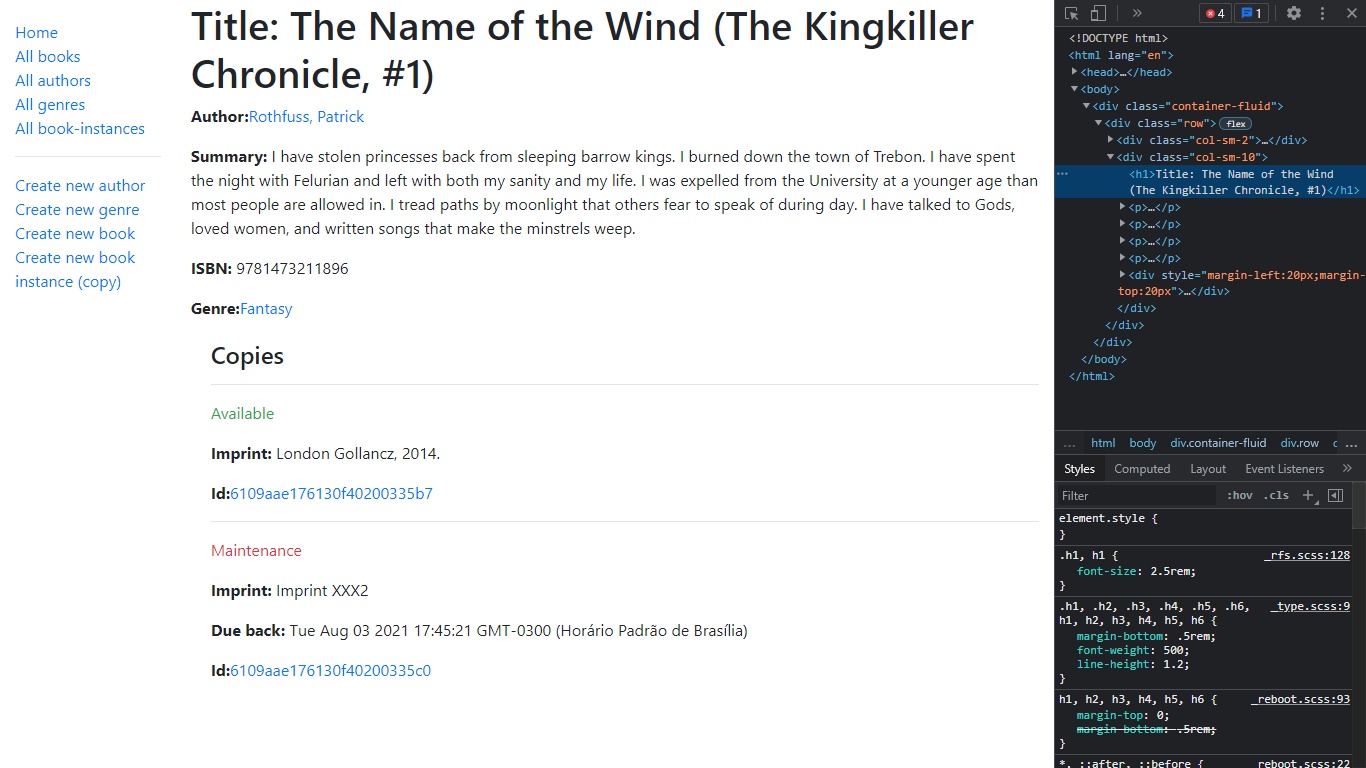 Home
All books
All authors
All genres
All book-instances
Create new author
Create new genre
Create new book
Create new book
instance (copy)
Title: The Name of the Wind (The Kingkiller
Chronicle, #1)
Author:Rothfuss, Patrick
Summary: I have stolen princesses back from sleeping barrow kings. I burned down the town of Trebon. I have spent
the night with Felurian and left with both my sanity and my life. I was expelled from the University at a younger age than
most people are allowed in. I tread paths by moonlight that others fear to speak of during day. I have talked to Gods,
loved women, and written songs that make the minstrels weep.
ISBN: 9781473211896
Genre:Fantasy
Copies
Available
Imprint: London Gollancz, 2014.
Id:6109aae176130f40200335b7
Maintenance
Imprint: Imprint XXX2
Due back: Tue Aug 03 2021 17:45:21 GMT-0300 (Horário Padrão de Brasília)
Id:6109aae176130f40200335c0
» 4 1
<!DOCTYPE html>
<html lang="en">
<head>…</head>
<body>
<div class="container-fluid">
<div class="row"> flex
<div class="col-sm-2">…</div>
<div class="col-sm-10">
<h1>Title: The Name of the Wind
(The Kingkiller Chronicle, #1)</h1>
<p>…</p>
<p>…</p>
<p>…</p>
<p>…</p>
<div style="margin-left:20px;margin-
top:20px">…</div>
</div>
</div>
</div>
</body>
</html>
... html body div.container-fluid div.row ...
Styles Computed Layout Event Listeners »
Filter :hov .cls +
element.style {
}
.h1, h1 { _rfs.scss:128
font-size: 2.5rem;
}
.h1, .h2, .h3, .h4, .h5, .h6, _type.scss:9
h1, h2, h3, h4, h5, h6 {
margin-bottom: .5rem;
font-weight: 500;
line-height: 1.2;
}
h1, h2, h3, h4, h5, h6 { _reboot.scss:93
margin-top: 0;
margin-bottom: .5rem;
}
*, ::after, ::before { _reboot.scss:22